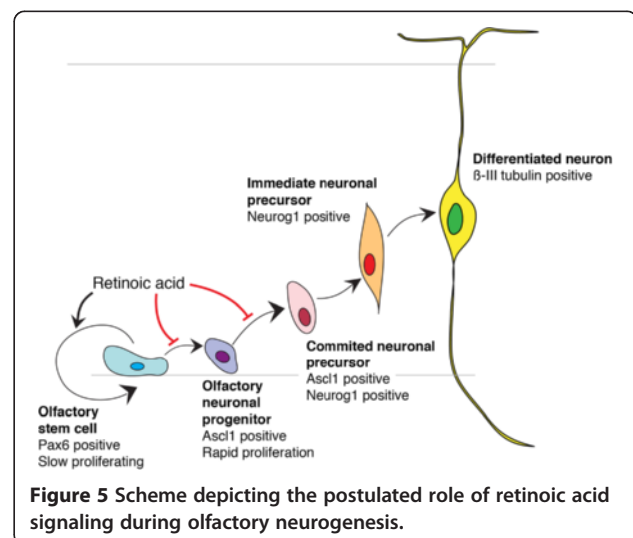 Differentiated neuron
ß-III tubulin positive
Immediate neuronal
precursor
Neurog1 positive
Retinoic acid
Commited neuronal
precursor
Ascl1 positive
Neurog1 positive
Olfactory
neuronal
progenitor
Ascl1 positive
Rapid proliferation
Olfactory
stem cell
Pax6 positive
Slow proliferating
Figure 5 Scheme depicting the postulated role of retinoic acid
signaling during olfactory neurogenesis.